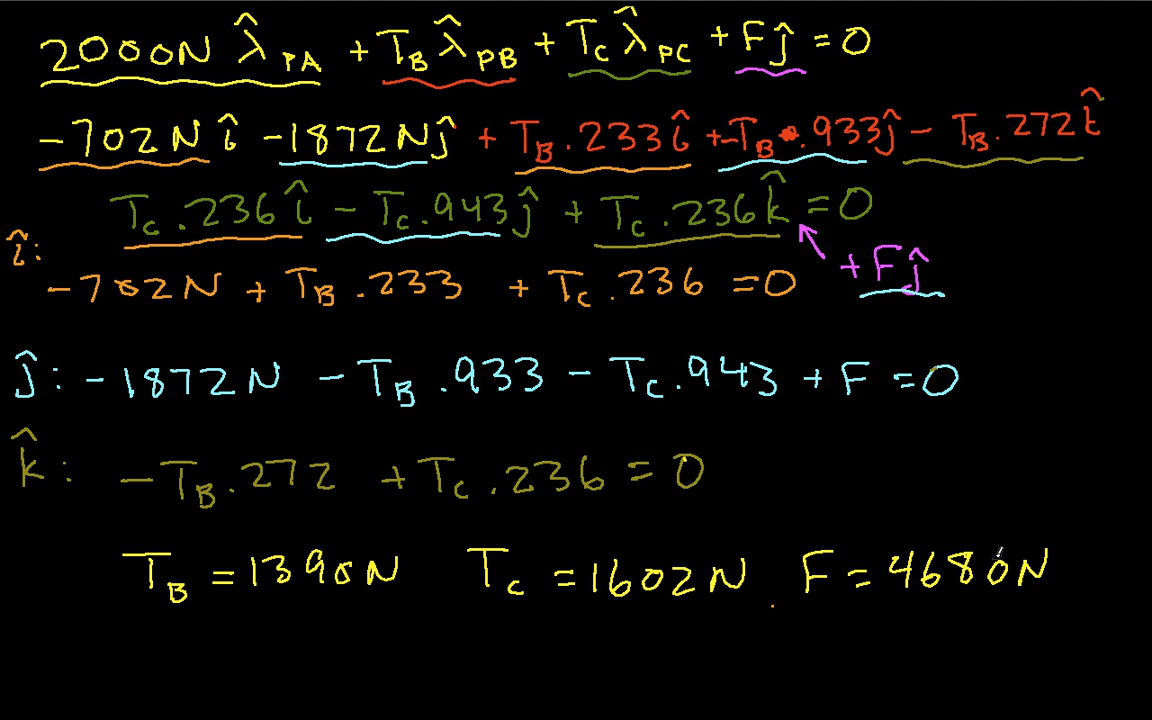 2000N λ̂PA + TB λ̂PB + TC λ̂PC + F ĵ = 0
-702N î -1872N ĵ + TB .233 î + -TB .933 ĵ - TB .272 k̂
TC .236 î - TC .943 ĵ + TC .236 k̂ = 0
+ F ĵ
î: -702N + TB .233 + TC .236 = 0
ĵ: -1872N - TB .933 - TC .943 + F = 0
k̂: -TB .272 + TC .236 = 0
TB = 1390N TC = 1602N F = 4680N